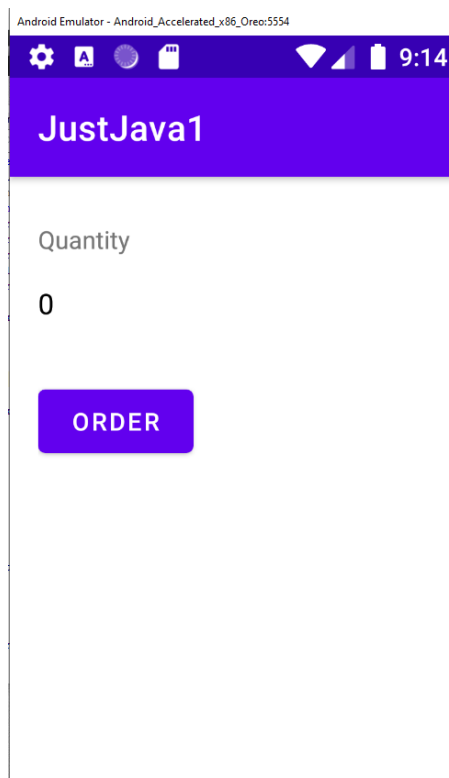 Android Emulator - Android_Accelerated_x86_Oreo:5554
A 9:14
JustJava1
Quantity
0
ORDER